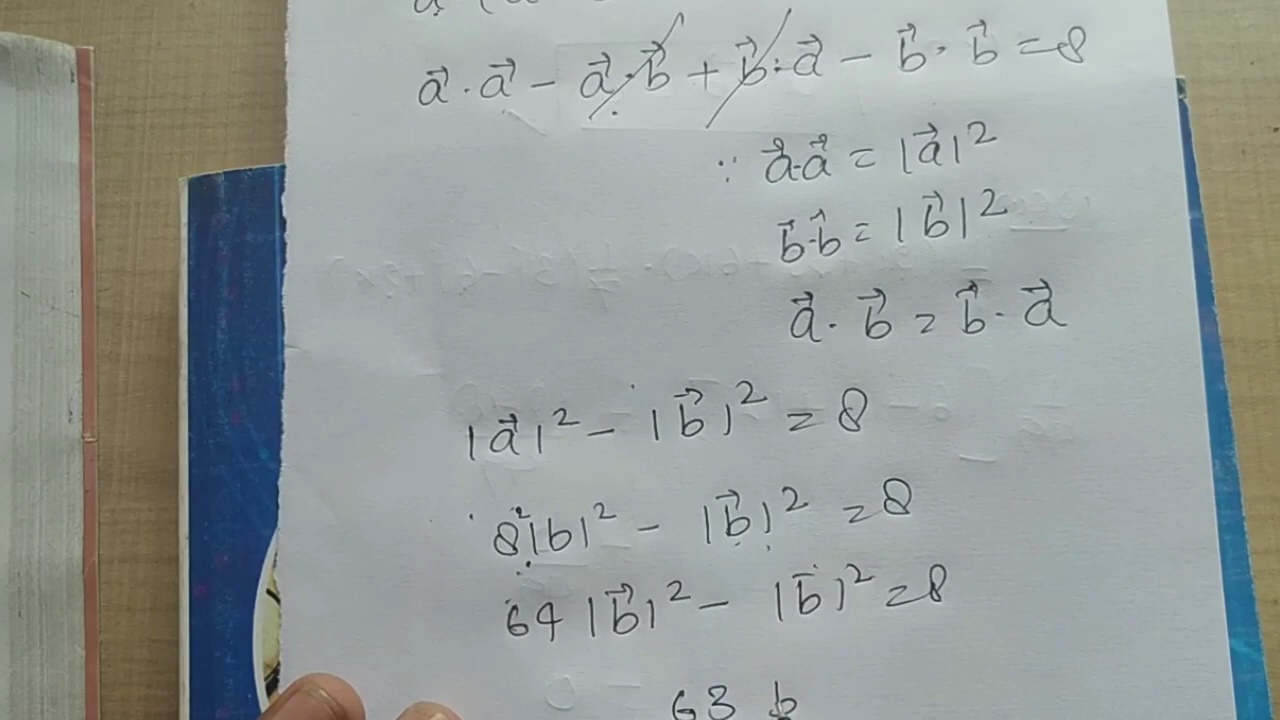 a⃗ · a⃗ − a⃗ · b⃗ + b⃗ · a⃗ − b⃗ · b⃗ = 8
∵ a⃗·a⃗ = |a⃗|²
b⃗·b⃗ = |b⃗|²
a⃗ · b⃗ = b⃗ · a⃗
|a⃗|² − |b⃗|² = 8
8²|b|² − |b⃗|² = 8
64 |b⃗|² − |b⃗|² = 8
63 b